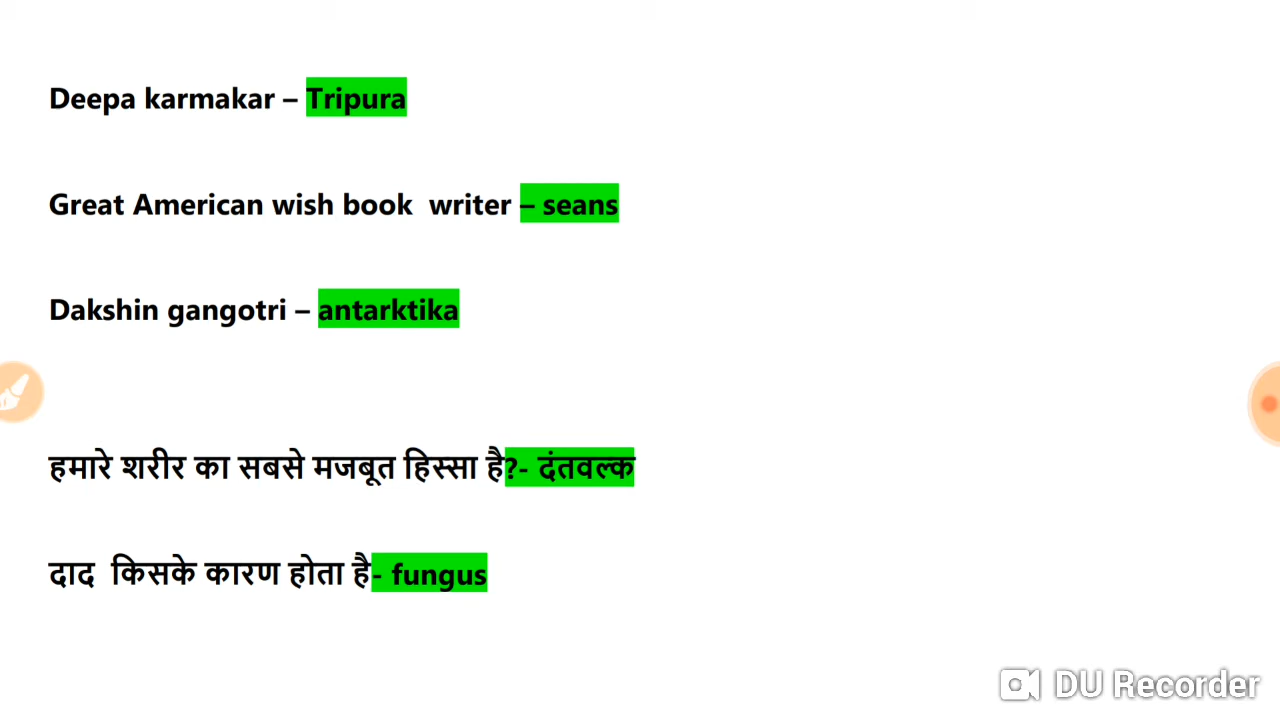 Deepa karmakar – Tripura
Great American wish book  writer – seans
Dakshin gangotri – antarktika
हमारे शरीर का सबसे मजबूत हिस्सा है?- दंतवल्क
दाद  किसके कारण होता है- fungus
DU Recorder